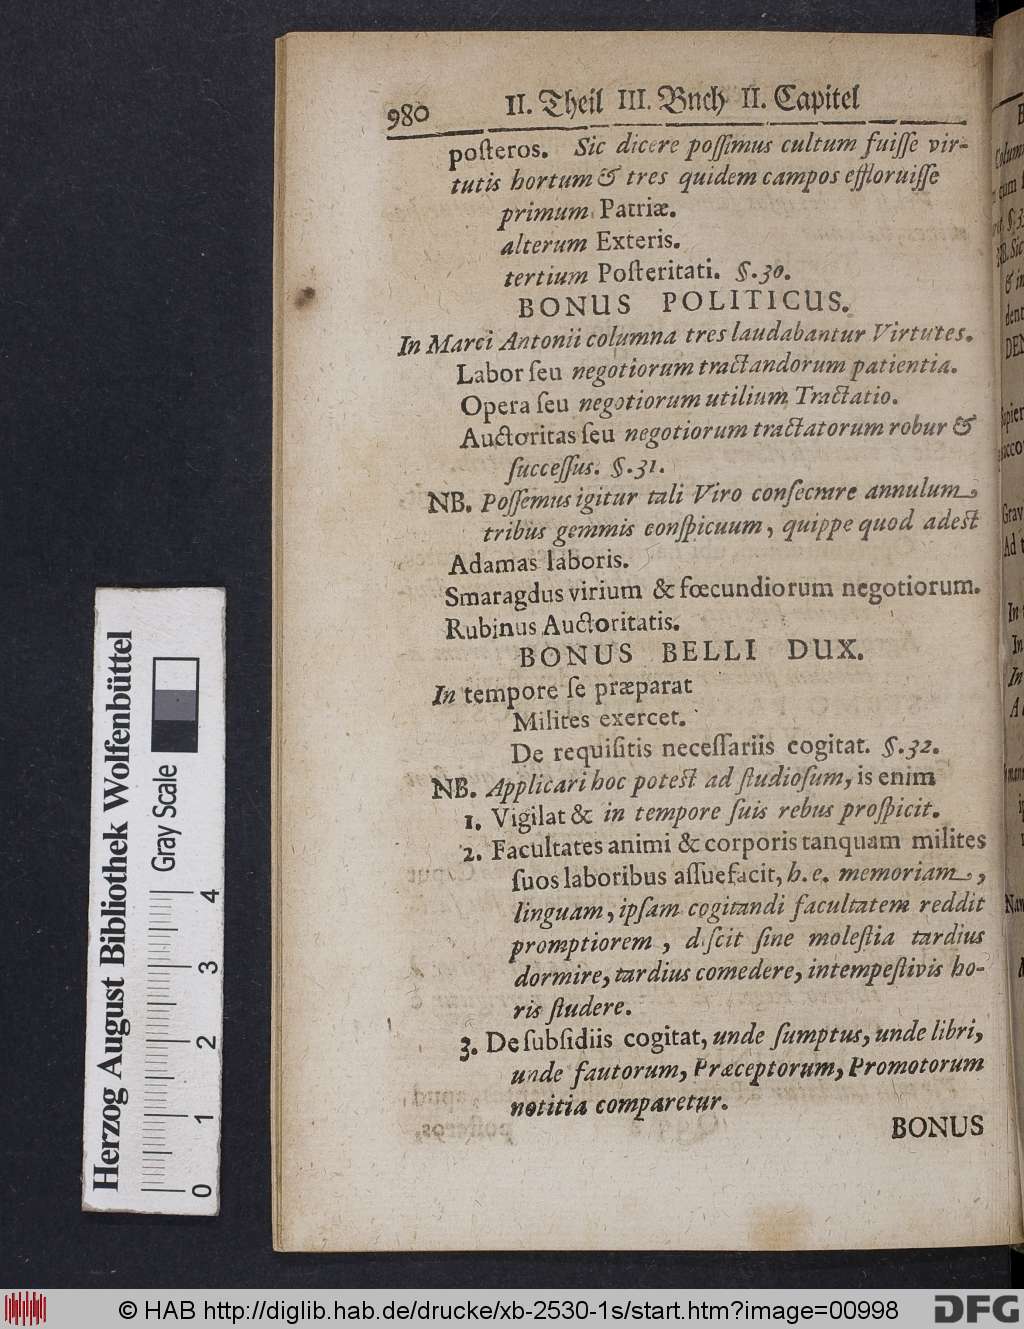 980 II. Theil III. Buch II. Capitel
posteros. Sic dicere possimus cultum fuisse vir-
tutis hortum & tres quidem campos effloruisse
primum Patriæ.
alterum Exteris.
tertium Posteritati. §. 30.
BONUS POLITICUS.
In Marci Antonii columna tres laudabantur Virtutes.
Labor seu negotiorum tractandorum patientia.
Opera seu negotiorum utilium Tractatio.
Auctoritas seu negotiorum tractatorum robur &
successus. §. 31.
NB. Possemus igitur tali Viro consecrare annulum,
tribus gemmis conspicuum, quippe quod adest
Adamas laboris.
Smaragdus virium & fœcundiorum negotiorum.
Rubinus Auctoritatis.
BONUS BELLI DUX.
In tempore se præparat
Milites exercet.
De requisitis necessariis cogitat. §. 32.
NB. Applicari hoc potest ad studiosum, is enim
1. Vigilat & in tempore suis rebus prospicit.
2. Facultates animi & corporis tanquam milites
suos laboribus assuefacit, h. e. memoriam,
linguam, ipsam cogitandi facultatem reddit
promptiorem, discit sine molestia tardius
dormire, tardius comedere, intempestivis ho-
ris studere.
3. De subsidiis cogitat, unde sumptus, unde libri,
unde fautorum, Præceptorum, Promotorum
notitia comparetur.
BONUS
Herzog August Bibliothek Wolfenbüttel
Gray Scale
0 1 2 3 4
© HAB http://diglib.hab.de/drucke/xb-2530-1s/start.htm?image=00998
DFG